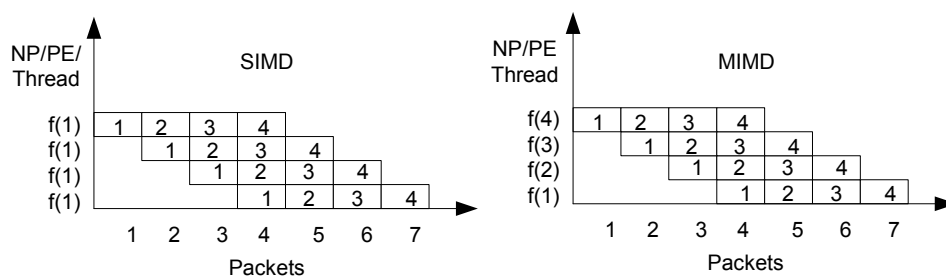 NP/PE/
Thread
SIMD
f(1) 1 2 3 4
f(1) 1 2 3 4
f(1) 1 2 3 4
f(1) 1 2 3 4
1 2 3 4 5 6 7
Packets
NP/PE
Thread
MIMD
f(4) 1 2 3 4
f(3) 1 2 3 4
f(2) 1 2 3 4
f(1) 1 2 3 4
1 2 3 4 5 6 7
Packets